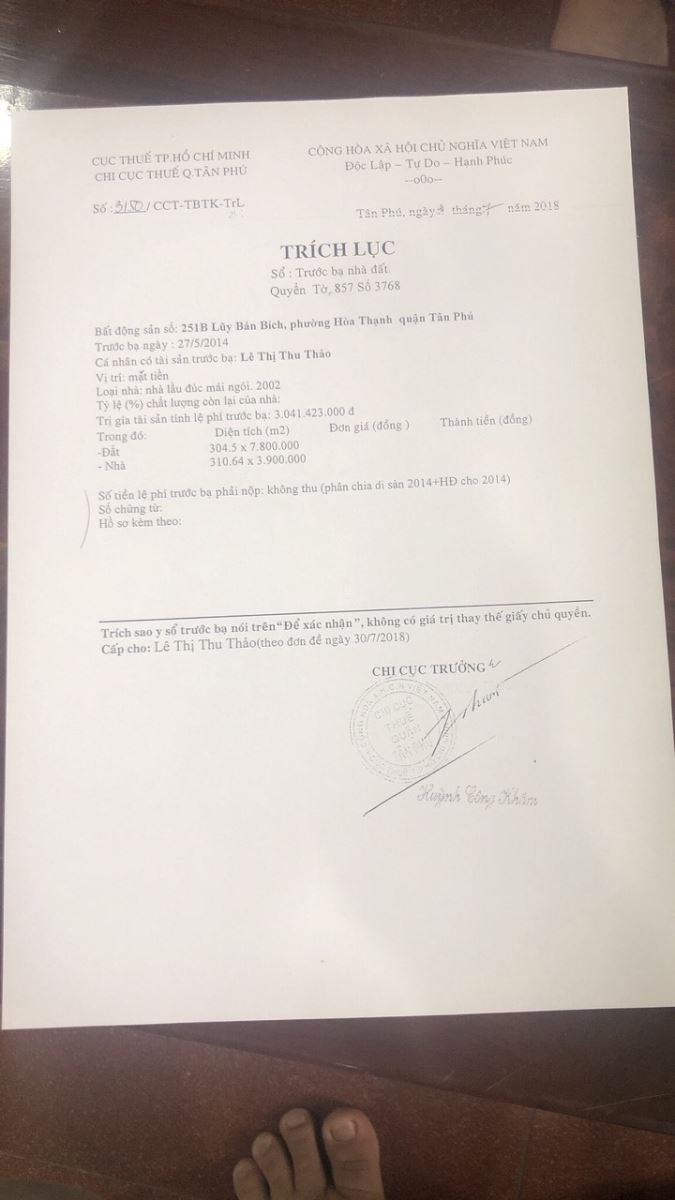 CỤC THUẾ TP.HỒ CHÍ MINH
CHI CỤC THUẾ Q.TÂN PHÚ
Số : 3150 / CCT-TBTK-TrL
CỘNG HÒA XÃ HỘI CHỦ NGHĨA VIỆT NAM
Độc Lập – Tự Do – Hạnh Phúc
--o0o--
Tân Phú, ngày tháng năm 2018
TRÍCH LỤC
Sổ : Trước bạ nhà đất.
Quyển Tờ, 857 Số 3768
Bất động sản số: 251B Lũy Bán Bích, phường Hòa Thạnh quận Tân Phú
Trước bạ ngày : 27/5/2014
Cá nhân có tài sản trước bạ: Lê Thị Thu Thảo
Vị trí: mặt tiền
Loại nhà: nhà lầu đúc mái ngói. 2002
Tỷ lệ (%) chất lượng còn lại của nhà:
Trị giá tài sản tính lệ phí trước bạ: 3.041.423.000 đ
Trong đó: Diện tích (m2) Đơn giá (đồng ) Thành tiền (đồng)
-Đất 304.5 x 7.800.000
- Nhà 310.64 x 3.900.000
Số tiền lệ phí trước bạ phải nộp: không thu (phân chia di sản 2014+HĐ cho 2014)
Số chứng từ:
Hồ sơ kèm theo:
Trích sao y sổ trước bạ nói trên“Để xác nhận”, không có giá trị thay thế giấy chủ quyền.
Cấp cho: Lê Thị Thu Thảo(theo đơn đề ngày 30/7/2018)
CHI CỤC TRƯỞNG
CHI CỤC
THUẾ
QUẬN
TÂN PHÚ
Huỳnh Công Khâm